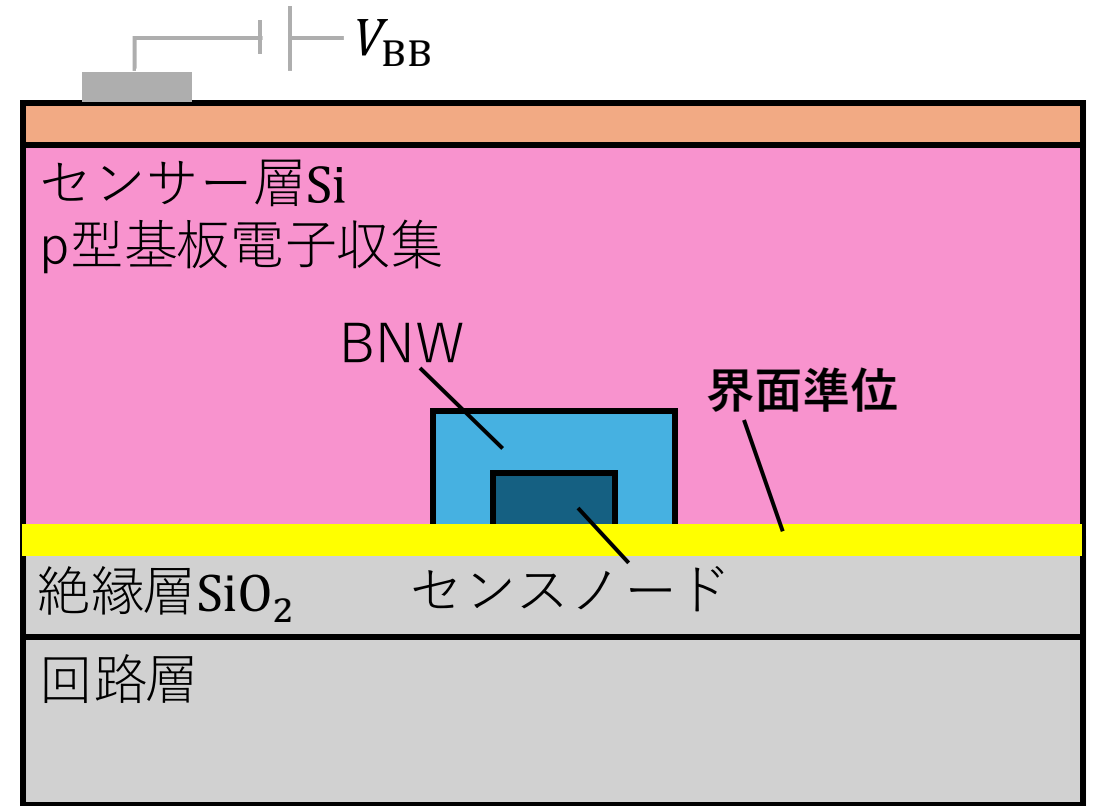 V_BB
センサー層Si
p型基板電子収集
BNW
界面準位
絶縁層SiO₂
センスノード
回路層